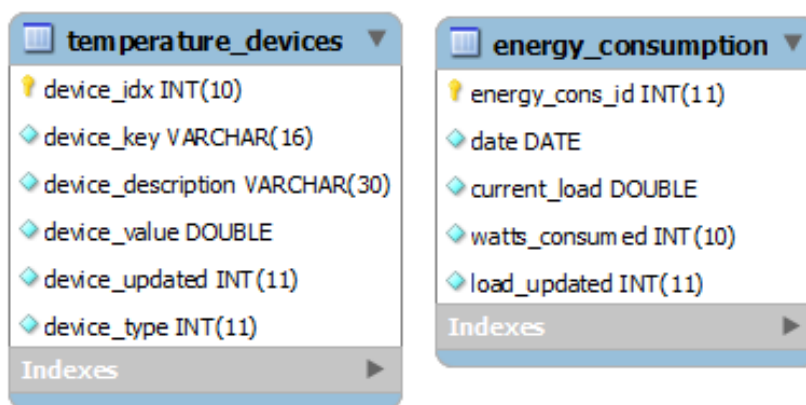 temperature_devices
device_idx INT(10)
device_key VARCHAR(16)
device_description VARCHAR(30)
device_value DOUBLE
device_updated INT(11)
device_type INT(11)
Indexes
energy_consumption
energy_cons_id INT(11)
date DATE
current_load DOUBLE
watts_consumed INT(10)
load_updated INT(11)
Indexes